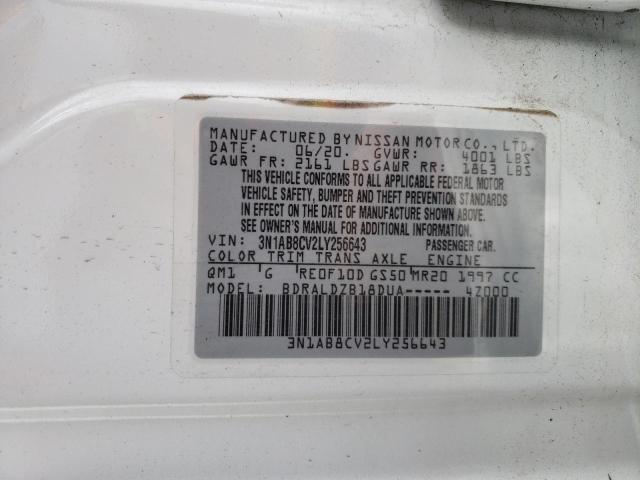 MANUFACTURED BY NISSAN MOTOR CO., LTD.
DATE: 06/20. GVWR: 4001 LBS
GAWR FR: 2161 LBS GAWR RR: 1863 LBS
THIS VEHICLE CONFORMS TO ALL APPLICABLE FEDERAL MOTOR
VEHICLE SAFETY, BUMPER AND THEFT PREVENTION STANDARDS
IN EFFECT ON THE DATE OF MANUFACTURE SHOWN ABOVE.
SEE OWNER'S MANUAL FOR ADDITIONAL INFORMATION.
VIN: 3N1AB8CV2LY256643 PASSENGER CAR.
COLOR TRIM TRANS AXLE ENGINE
QM1 G RE0F10D GS50 MR20 1997 CC
MODEL: BDRALDZB18DUA----- 4Z000
3N1AB8CV2LY256643